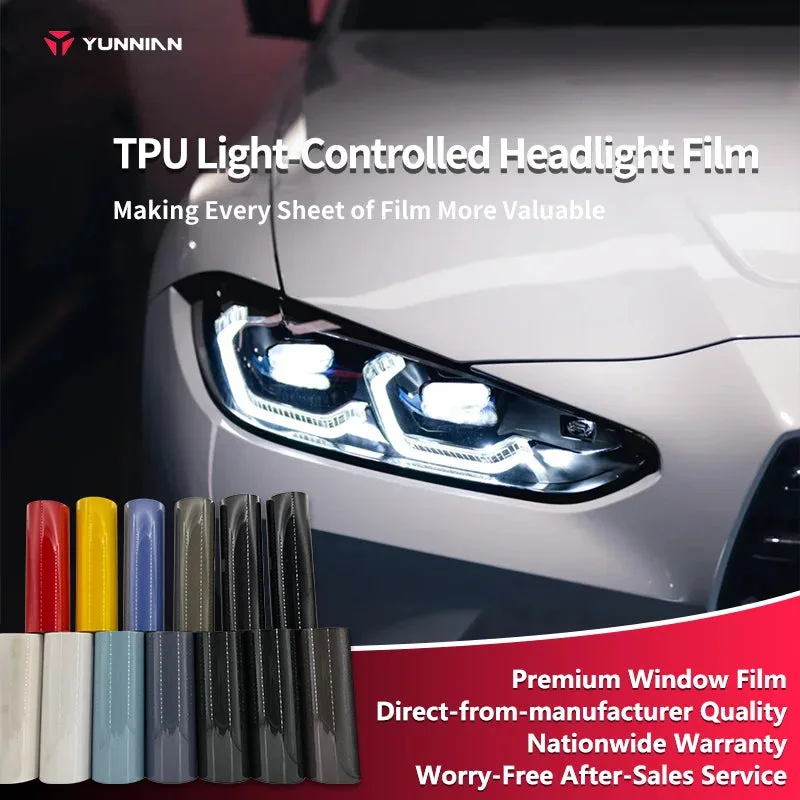 YUNNIAN
TPU Light-Controlled Headlight Film
Making Every Sheet of Film More Valuable
Premium Window Film
Direct-from-manufacturer Quality
Nationwide Warranty
Worry-Free After-Sales Service